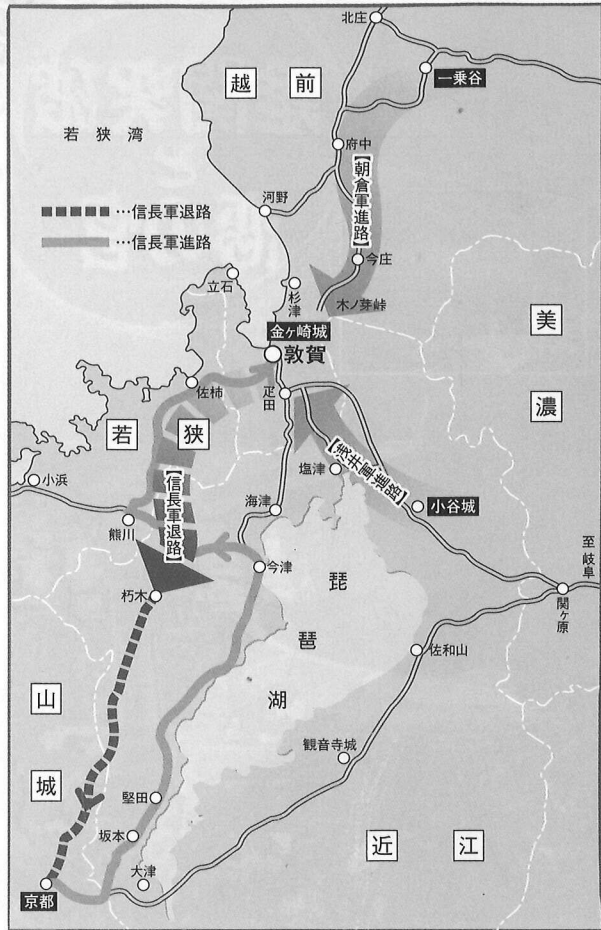 北庄
一乗谷
越前
若狭湾
府中
【朝倉軍進路】
河野
…信長軍退路
…信長軍進路
今庄
立石
杉津
木ノ芽峠
美濃
金ヶ崎城
敦賀
佐柿
疋田
若狭
塩津
【浅井軍進路】
小浜
【信長軍退路】
海津
小谷城
熊川
至岐阜
今津
朽木
琵琶湖
関ヶ原
佐和山
山城
観音寺城
堅田
坂本
近江
大津
京都